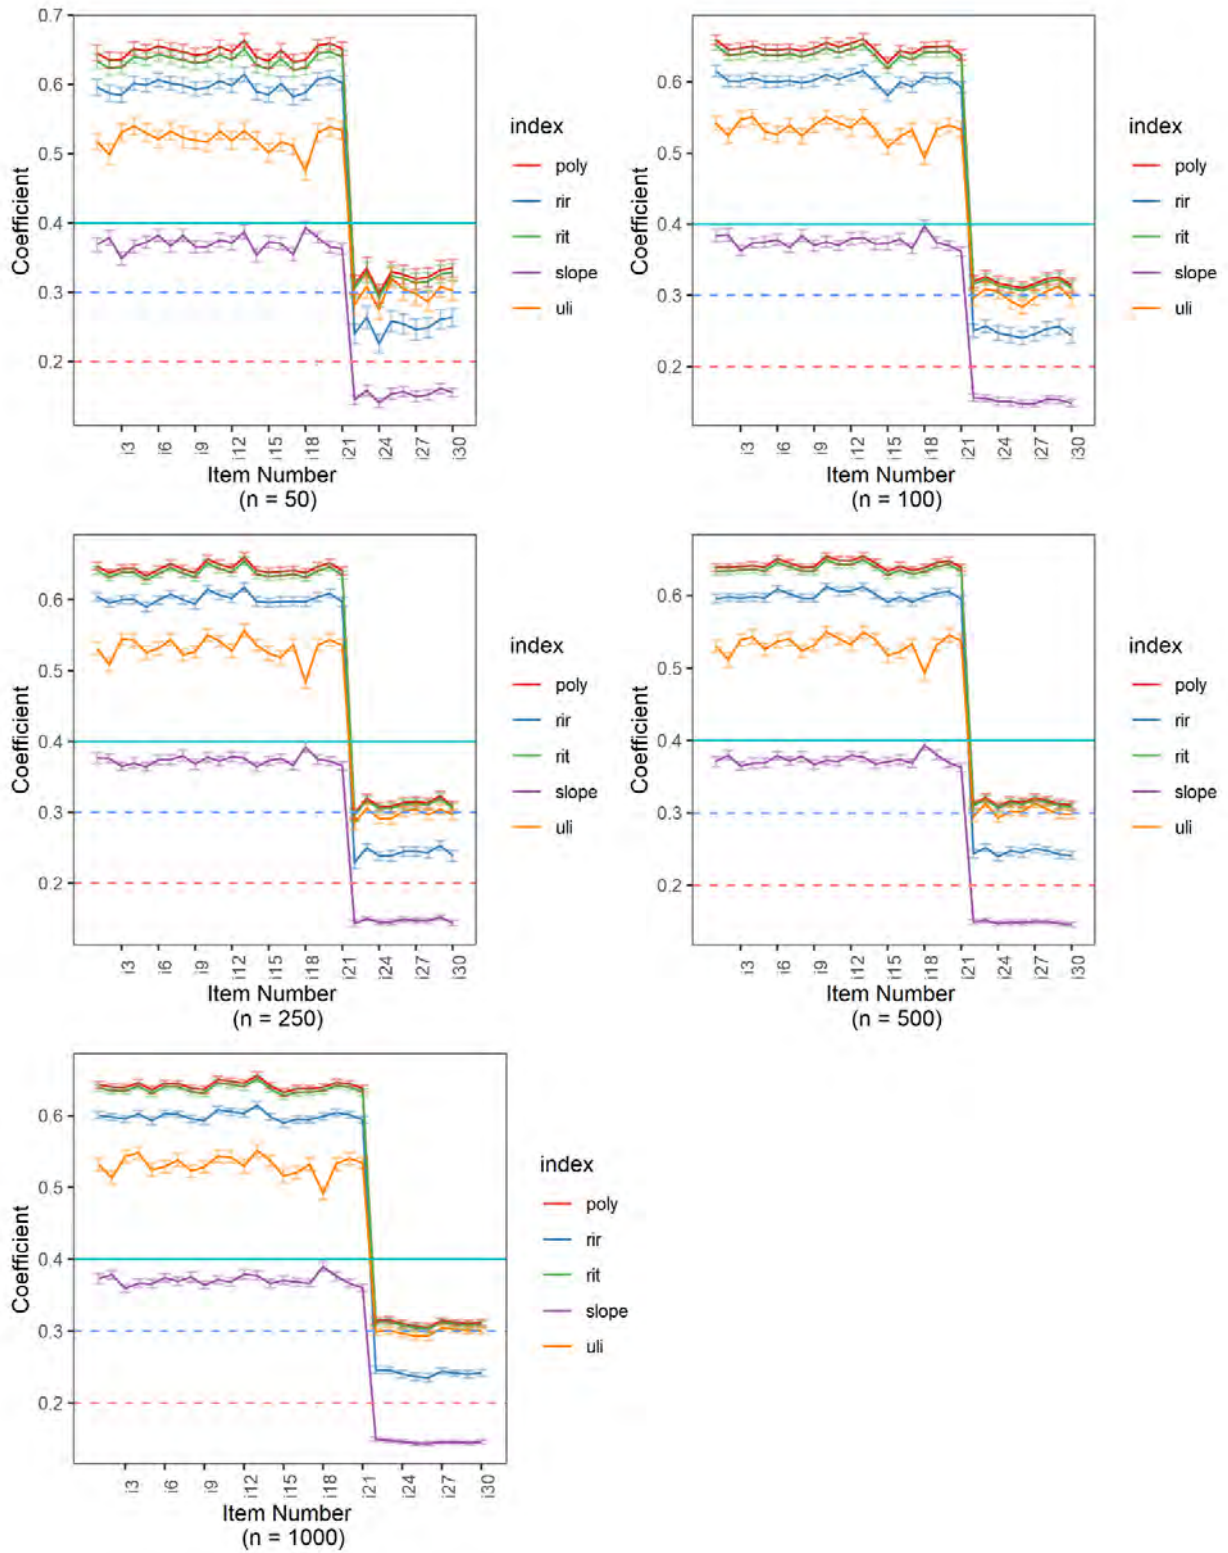 0.7
0.6
0.5
0.4
0.3
0.2
Coefficient
i3 i6 i9 i12 i15 i18 i21 i24 i27 i30
Item Number
(n = 50)
index
poly
rir
rit
slope
uli
0.6
0.5
0.4
0.3
0.2
Coefficient
i3 i6 i9 i12 i15 i18 i21 i24 i27 i30
Item Number
(n = 100)
index
poly
rir
rit
slope
uli
0.6
0.5
0.4
0.3
0.2
Coefficient
i3 i6 i9 i12 i15 i18 i21 i24 i27 i30
Item Number
(n = 250)
index
poly
rir
rit
slope
uli
0.6
0.5
0.4
0.3
0.2
Coefficient
i3 i6 i9 i12 i15 i18 i21 i24 i27 i30
Item Number
(n = 500)
index
poly
rir
rit
slope
uli
0.6
0.5
0.4
0.3
0.2
Coefficient
i3 i6 i9 i12 i15 i18 i21 i24 i27 i30
Item Number
(n = 1000)
index
poly
rir
rit
slope
uli